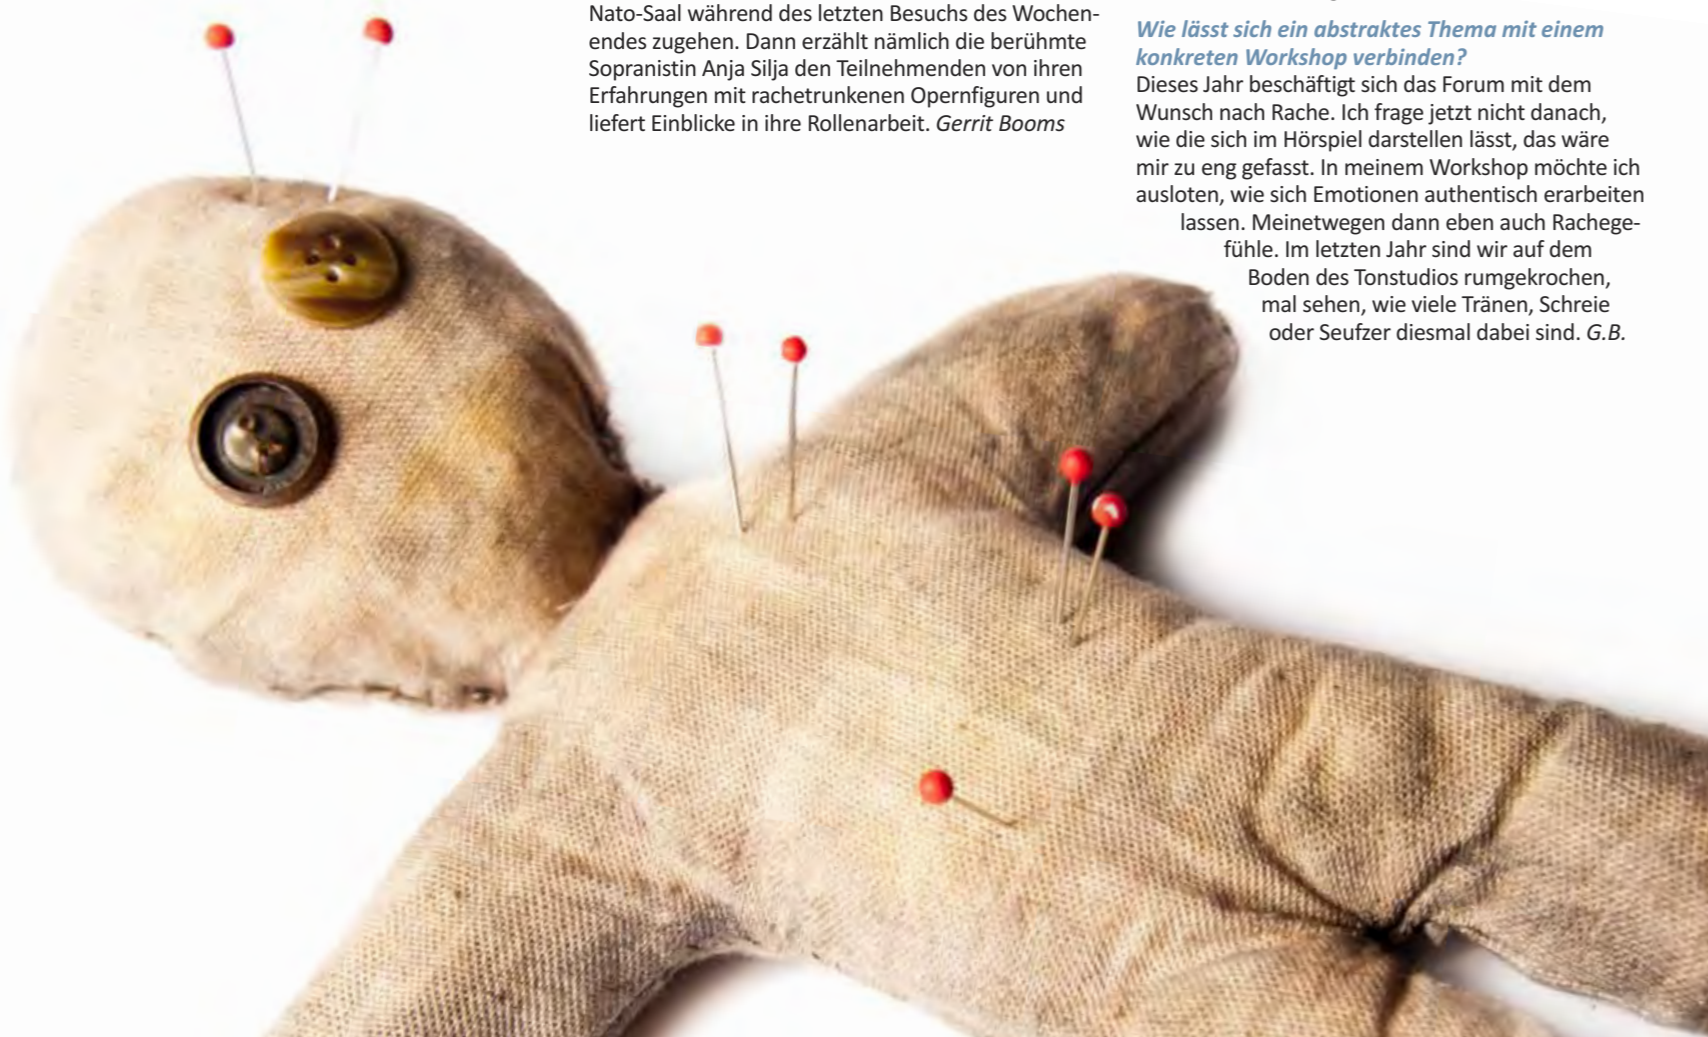 Nato-Saal während des letzten Besuchs des Wochen-
endes zugehen. Dann erzählt nämlich die berühmte
Sopranistin Anja Silja den Teilnehmenden von ihren
Erfahrungen mit rachetrunkenen Opernfiguren und
liefert Einblicke in ihre Rollenarbeit. Gerrit Booms
Wie lässt sich ein abstraktes Thema mit einem
konkreten Workshop verbinden?
Dieses Jahr beschäftigt sich das Forum mit dem
Wunsch nach Rache. Ich frage jetzt nicht danach,
wie die sich im Hörspiel darstellen lässt, das wäre
mir zu eng gefasst. In meinem Workshop möchte ich
ausloten, wie sich Emotionen authentisch erarbeiten
lassen. Meinetwegen dann eben auch Rachege-
fühle. Im letzten Jahr sind wir auf dem
Boden des Tonstudios rumgekrochen,
mal sehen, wie viele Tränen, Schreie
oder Seufzer diesmal dabei sind. G.B.